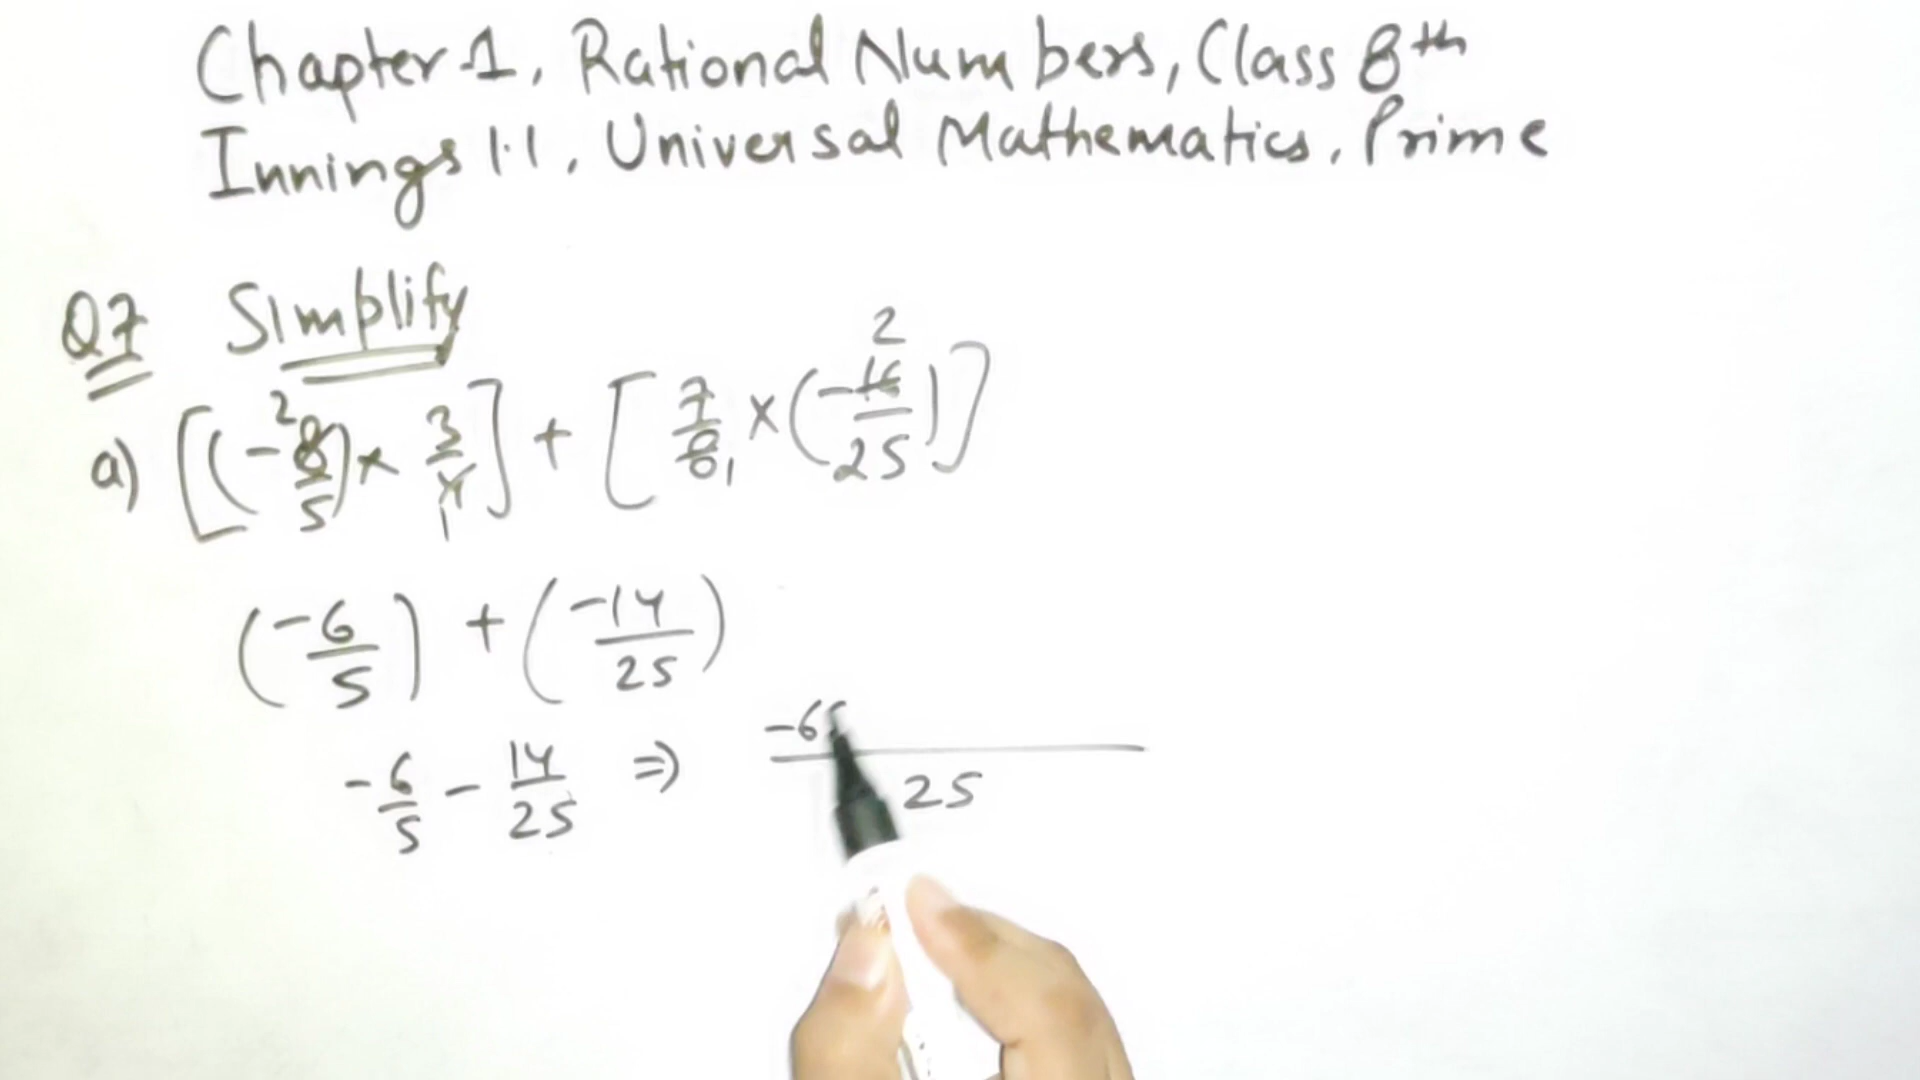 Chapter 1, Rational Numbers, Class 8th
Innings 1.1, Universal Mathematics, Prime
Q7 Simplify
a) [(-8/5) × 3/4] + [7/8 × (-16/25)]
(-6/5) + (-14/25)
-6/5 - 14/25 ⇒ -6 /25